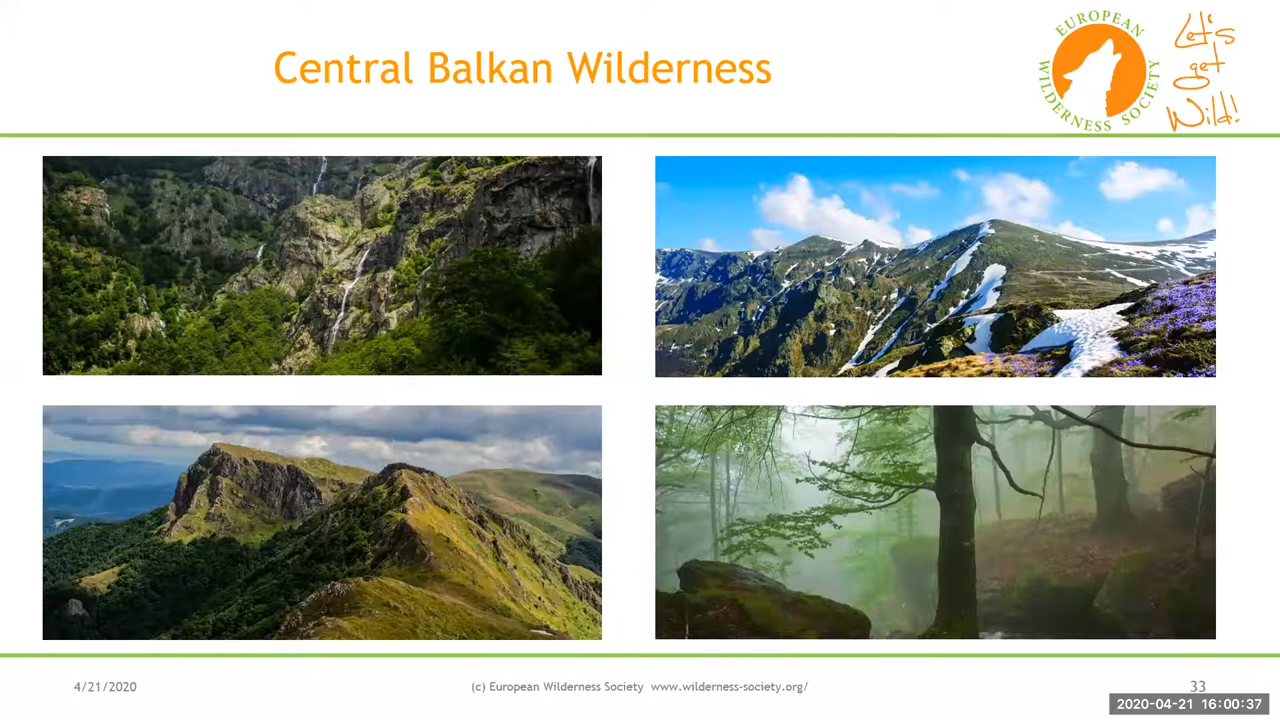 Central Balkan Wilderness
EUROPEAN
WILDERNESS SOCIETY
Let's
get
Wild!
4/21/2020
(c) European Wilderness Society www.wilderness-society.org/
33
2020-04-21 16:00:37